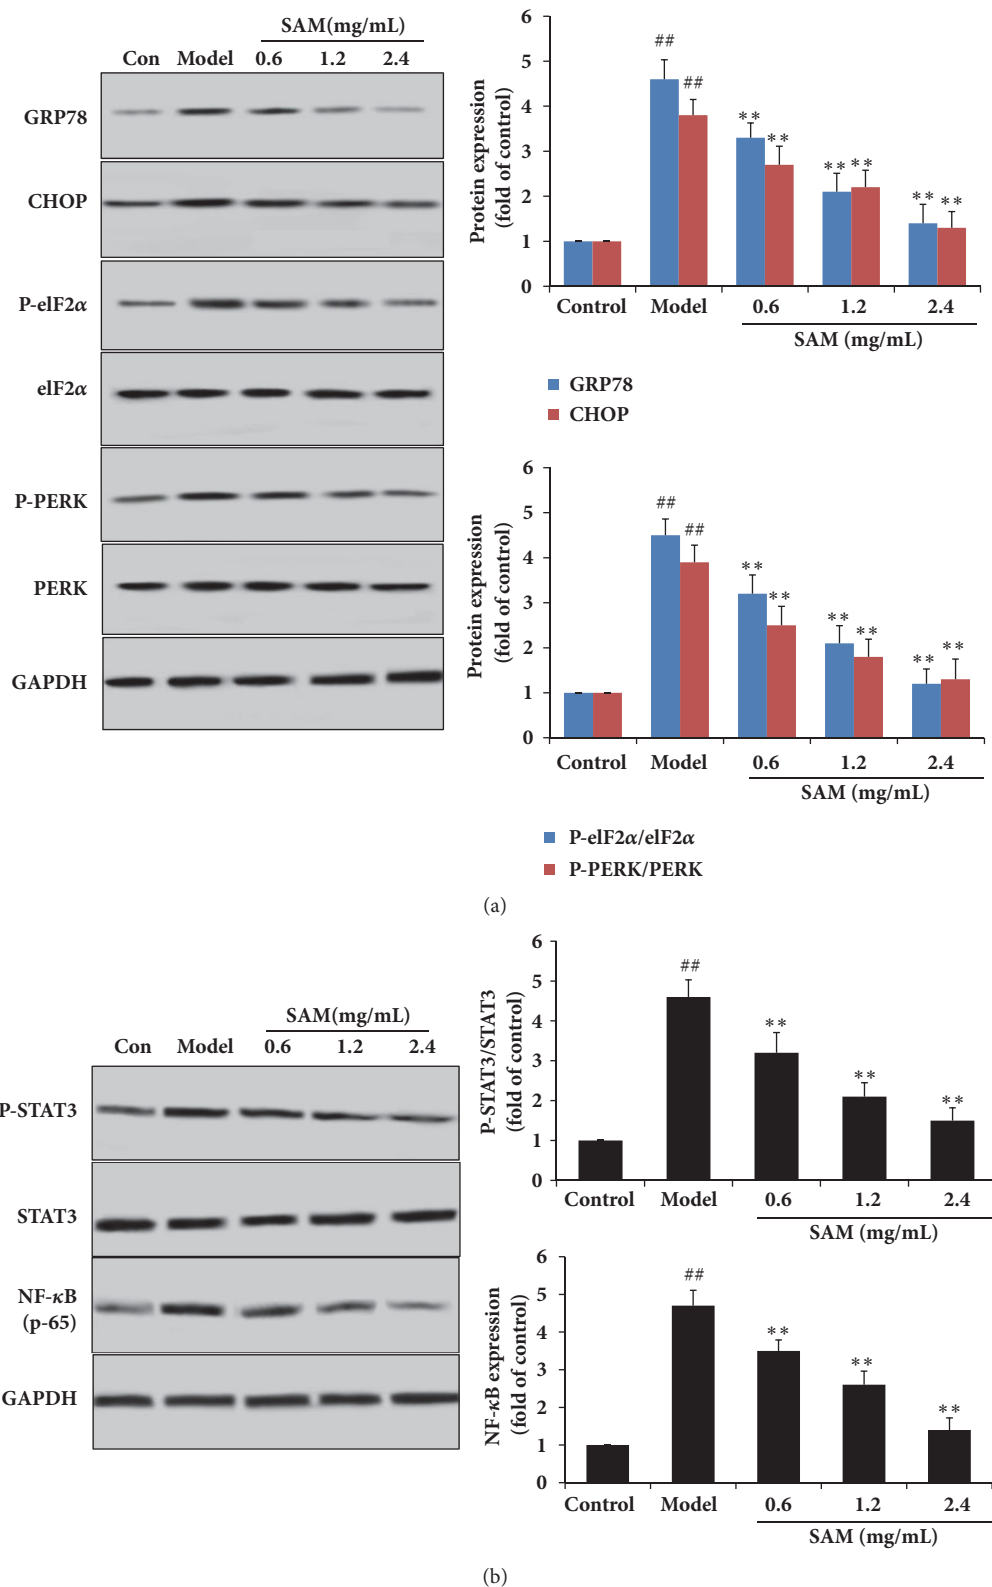 SAM(mg/mL)
Con Model 0.6 1.2 2.4
GRP78
CHOP
P-elF2α
elF2α
P-PERK
PERK
GAPDH
Protein expression
(fold of control)
6
5
4
3
2
1
0
## ## ** ** ** ** ** **
Control Model 0.6 1.2 2.4
SAM (mg/mL)
GRP78
CHOP
Protein expression
(fold of control)
6
5
4
3
2
1
0
## ## ** ** ** ** ** **
Control Model 0.6 1.2 2.4
SAM (mg/mL)
P-elF2α/elF2α
P-PERK/PERK
(a)
SAM(mg/mL)
Con Model 0.6 1.2 2.4
P-STAT3
STAT3
NF-κB
(p-65)
GAPDH
P-STAT3/STAT3
(fold of control)
6
5
4
3
2
1
0
## ** ** **
Control Model 0.6 1.2 2.4
SAM (mg/mL)
NF-κB expression
(fold of control)
6
5
4
3
2
1
0
## ** ** **
Control Model 0.6 1.2 2.4
SAM (mg/mL)
(b)